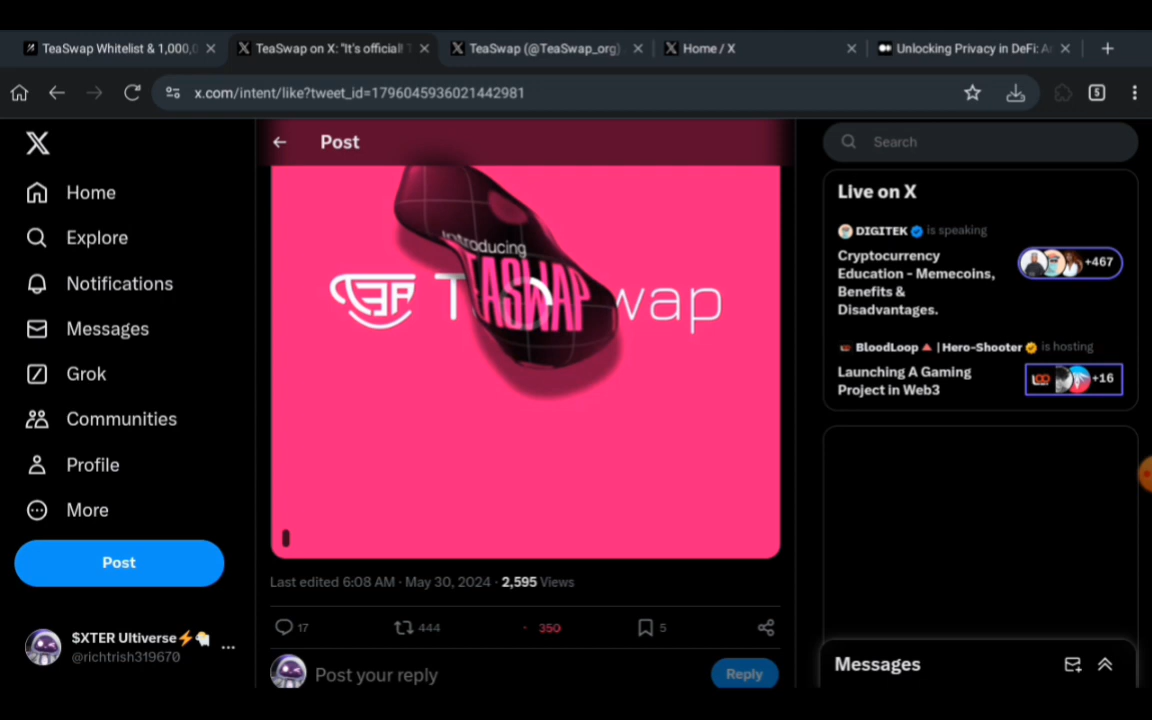 TeaSwap Whitelist & 1,000,0
TeaSwap on X: "It's official! T
TeaSwap (@TeaSwap_org)
Home / X
Unlocking Privacy in DeFi: A
x.com/intent/like?tweet_id=1796045936021442981
5
Post
Search
Home
Explore
Notifications
Messages
Grok
Communities
Profile
More
Post
$XTER Ultiverse
@richtrish319670
Introducing
TEASWAP
T wap
Last edited 6:08 AM · May 30, 2024 · 2,595 Views
17 444 350 5
Post your reply
Reply
Live on X
DIGITEK is speaking
Cryptocurrency
Education - Memecoins,
Benefits &
Disadvantages.
+467
BloodLoop | Hero-Shooter is hosting
Launching A Gaming
Project in Web3
+16
Messages